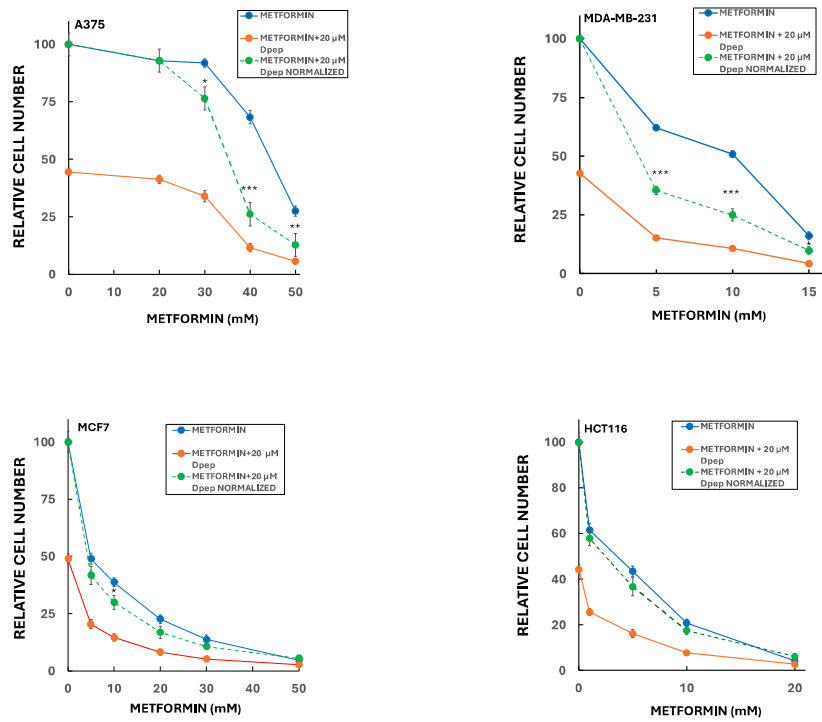 A375
METFORMIN
METFORMIN+20 µM
Dpep
METFORMIN+20 µM
Dpep NORMALIZED
RELATIVE CELL NUMBER
100
75
50
25
0
*
***
**
0 10 20 30 40 50
METFORMIN (mM)
MDA-MB-231
METFORMIN
METFORMIN + 20 µM
Dpep
METFORMIN + 20 µM
Dpep NORMALIZED
RELATIVE CELL NUMBER
100
75
50
25
0
***
***
*
0 5 10 15
METFORMIN (mM)
MCF7
METFORMIN
METFORMIN+20 µM
Dpep
METFORMIN+20 µM
Dpep NORMALIZED
RELATIVE CELL NUMBER
100
75
50
25
0
*
0 10 20 30 40 50
METFORMIN (mM)
HCT116
METFORMIN
METFORMIN + 20 µM
Dpep
METFORMIN + 20 µM
Dpep NORMALIZED
RELATIVE CELL NUMBER
100
80
60
40
20
0
0 10 20
METFORMIN (mM)